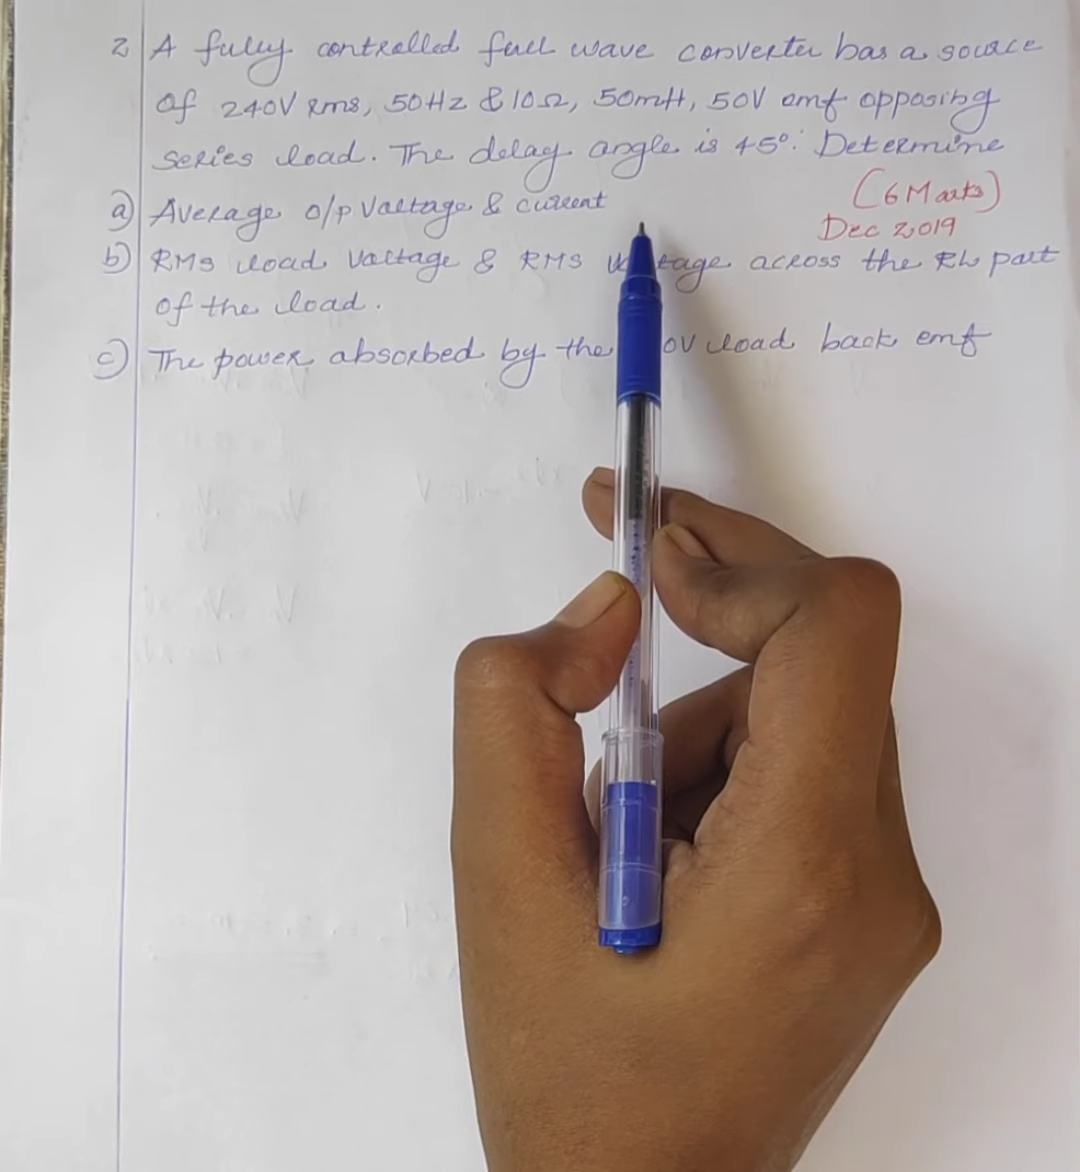 2 A fully controlled full wave converter has a source
of 240V rms, 50Hz & 10Ω, 50mH, 50V emf opposing
series load. The delay angle is 45°. Determine
(6 Marks)
a) Average o/p Voltage & current
Dec 2019
b) RMS load Voltage & RMS across the RL part
of the load.
c) The power absorbed by the 0V load back emf